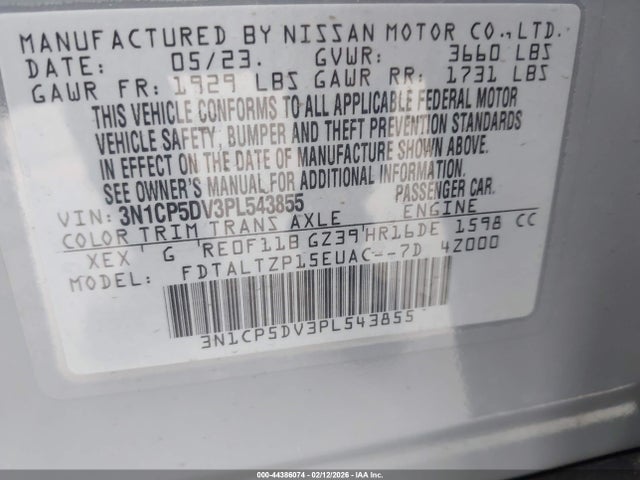 MANUFACTURED BY NISSAN MOTOR CO.,LTD.
DATE: 05/23. GVWR: 3660 LBS
GAWR FR: 1929 LBS GAWR RR: 1731 LBS
THIS VEHICLE CONFORMS TO ALL APPLICABLE FEDERAL MOTOR
VEHICLE SAFETY, BUMPER AND THEFT PREVENTION STANDARDS
IN EFFECT ON THE DATE OF MANUFACTURE SHOWN ABOVE.
SEE OWNER'S MANUAL FOR ADDITIONAL INFORMATION.
PASSENGER CAR.
VIN: 3N1CP5DV3PL543855
COLOR TRIM TRANS AXLE ENGINE
XEX G RE0F11B GZ39 HR16DE 1598 CC
MODEL: FDTALTZP15EUAC--7D 4Z000
3N1CP5DV3PL543855
000-44386074 - 02/12/2026 - IAAI.com